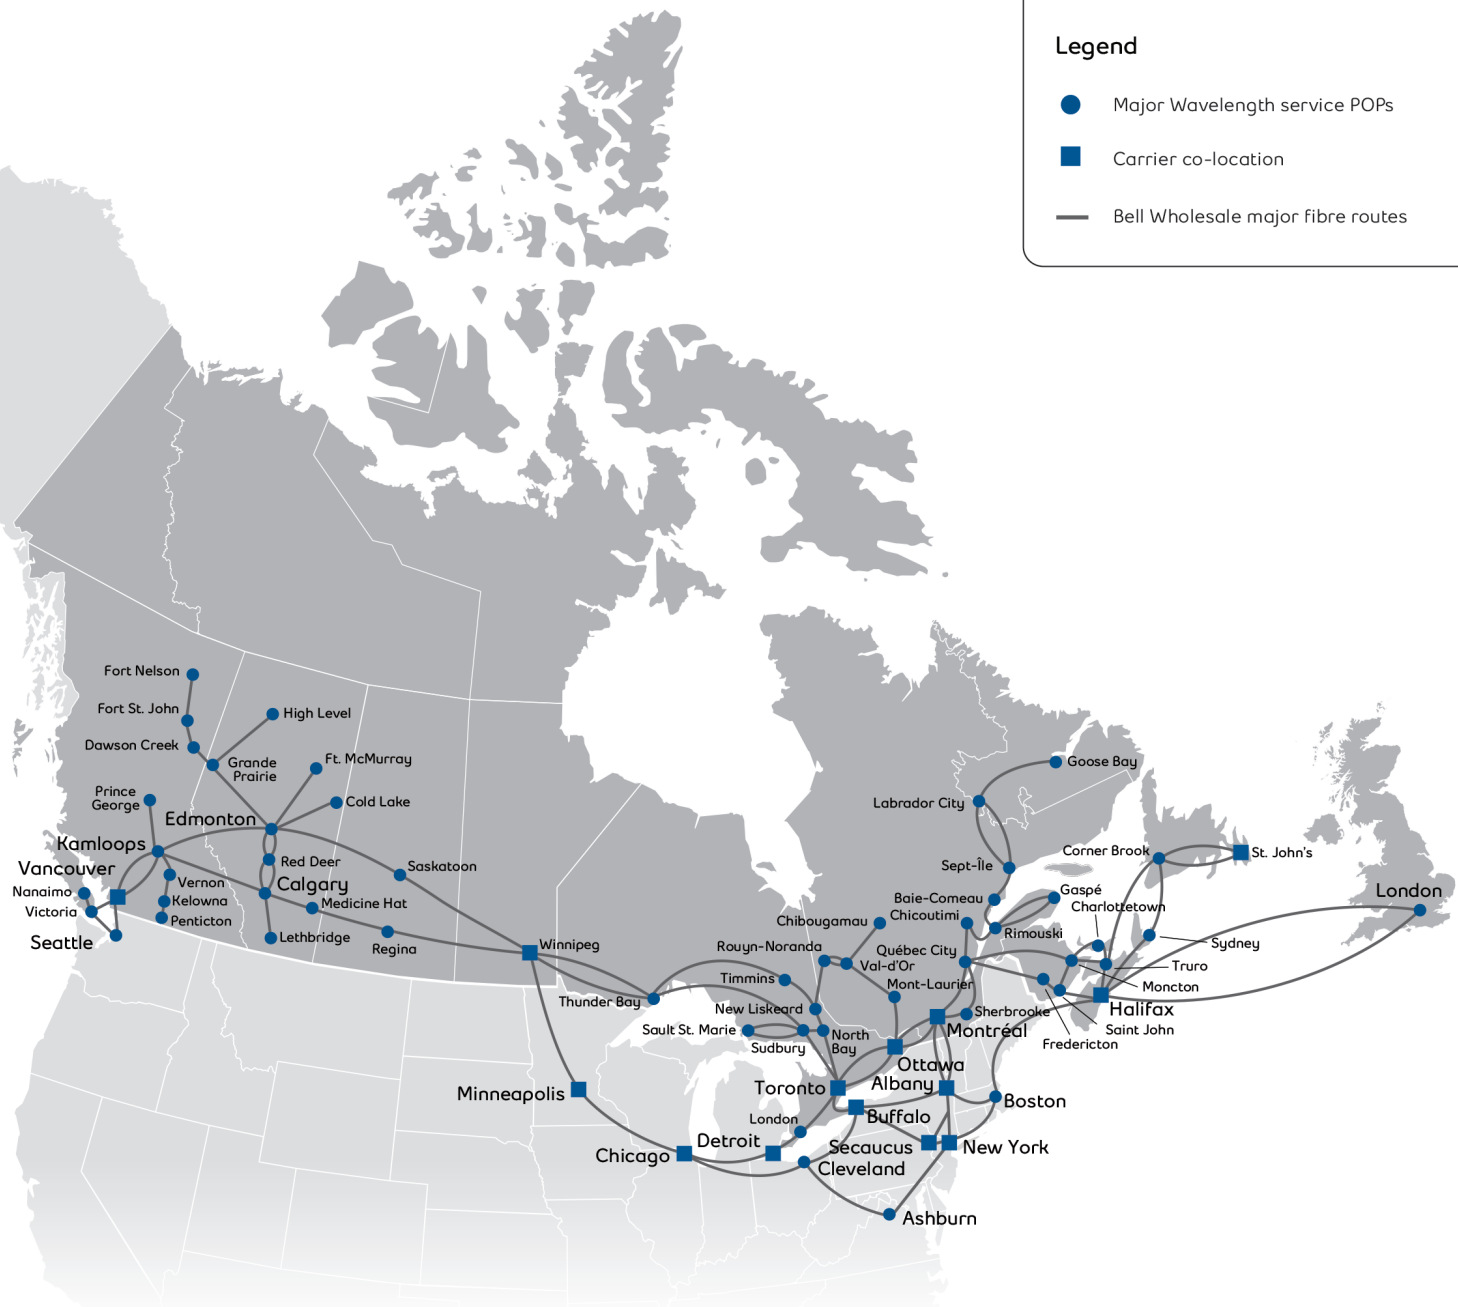 Legend
Major Wavelength service POPs
Carrier co-location
Bell Wholesale major fibre routes
Fort Nelson
Fort St. John
High Level
Dawson Creek
Grande
Prairie
Ft. McMurray
Goose Bay
Prince
George
Cold Lake
Labrador City
Edmonton
Kamloops
Red Deer
Saskatoon
Sept-Île
Corner Brook
St. John's
Vancouver
Vernon
Calgary
Nanaimo
Kelowna
Medicine Hat
Baie-Comeau
Gaspé
London
Victoria
Penticton
Chibougamau
Chicoutimi
Charlottetown
Seattle
Lethbridge
Regina
Winnipeg
Rouyn-Noranda
Québec City
Rimouski
Sydney
Val-d'Or
Truro
Timmins
Mont-Laurier
Moncton
Thunder Bay
New Liskeard
Sherbrooke
Halifax
Sault St. Marie
North
Bay
Montréal
Saint John
Sudbury
Fredericton
Ottawa
Minneapolis
Toronto
Albany
Boston
London
Buffalo
Chicago
Detroit
Secaucus
New York
Cleveland
Ashburn